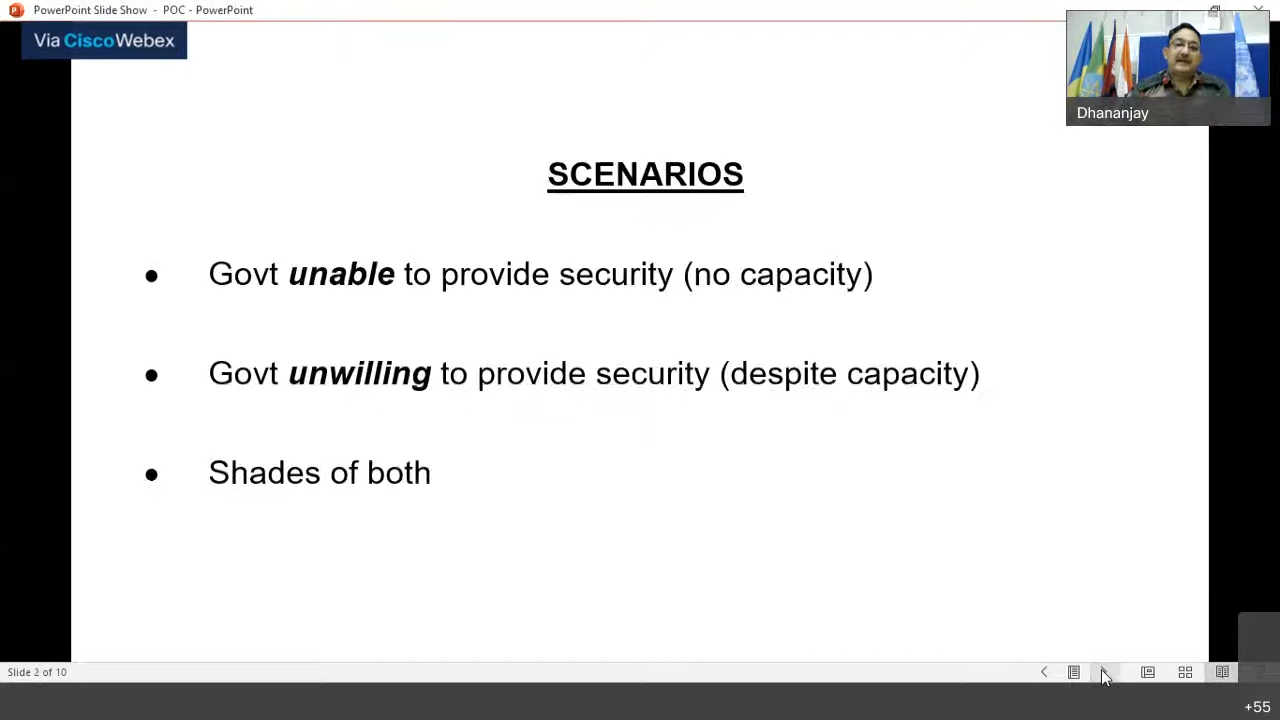 PowerPoint Slide Show - POC - PowerPoint
Via CiscoWebex
Dhananjay
SCENARIOS
● Govt unable to provide security (no capacity)
● Govt unwilling to provide security (despite capacity)
● Shades of both
Slide 2 of 10
+55